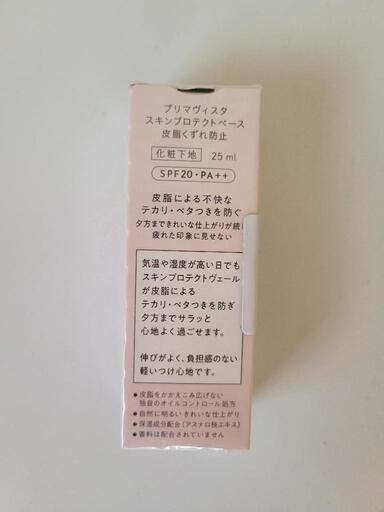 プリマヴィスタ
スキンプロテクトベース
皮脂くずれ防止
化粧下地 25 ml
SPF20・PA++
皮脂による不快な
テカリ・ベタつきを防ぐ
夕方まできれいな仕上がりが続
疲れた印象に見せない
気温や湿度が高い日でも
スキンプロテクトヴェール
が皮脂による
テカリ・ベタつきを防ぎ
夕方までサラッと
心地よく過ごせます。
伸びがよく、負担感のない
軽いつけ心地です。
●皮脂をかかえこみ広げない
独自のオイルコントロール処方
●自然に明るいきれいな仕上がり
●保湿成分配合(アスナロ枝エキス)
●香料は配合されていません